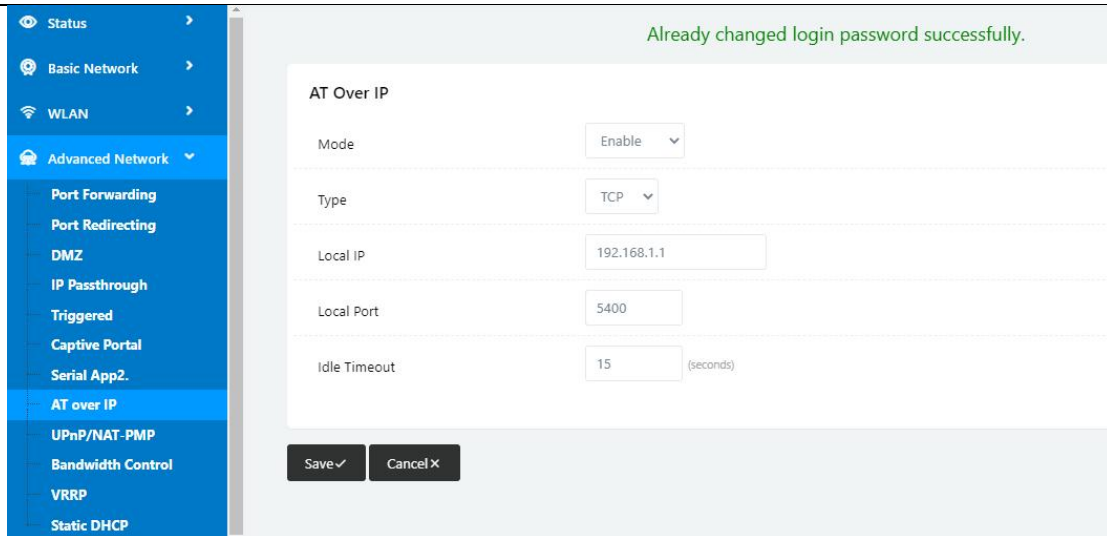 Status
Basic Network
WLAN
Advanced Network
Port Forwarding
Port Redirecting
DMZ
IP Passthrough
Triggered
Captive Portal
Serial App2.
AT over IP
UPnP/NAT-PMP
Bandwidth Control
VRRP
Static DHCP
Already changed login password successfully.
AT Over IP
Mode Enable
Type TCP
Local IP 192.168.1.1
Local Port 5400
Idle Timeout 15 (seconds)
Save Cancel